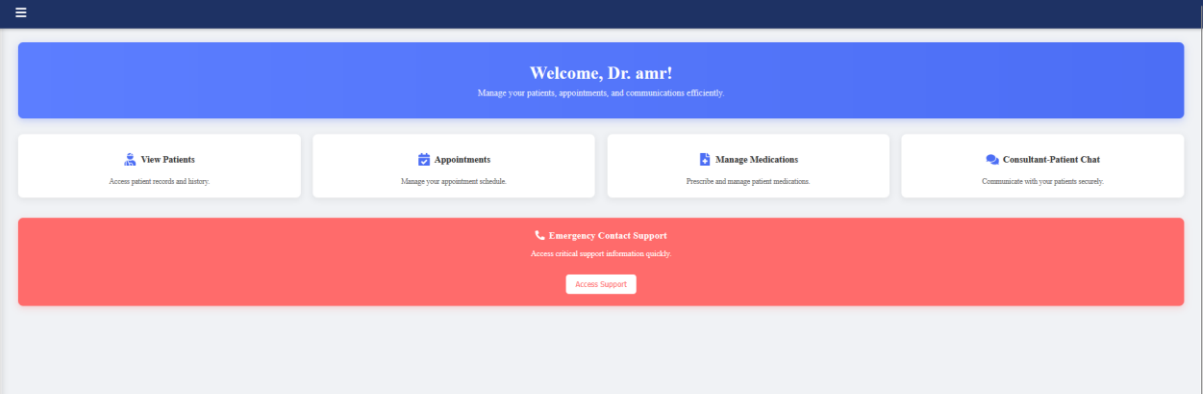 Welcome, Dr. amr!
Manage your patients, appointments, and communications efficiently.
View Patients
Access patient records and history.
Appointments
Manage your appointment schedule.
Manage Medications
Prescribe and manage patient medications.
Consultant-Patient Chat
Communicate with your patients securely.
Emergency Contact Support
Access critical support information quickly.
Access Support